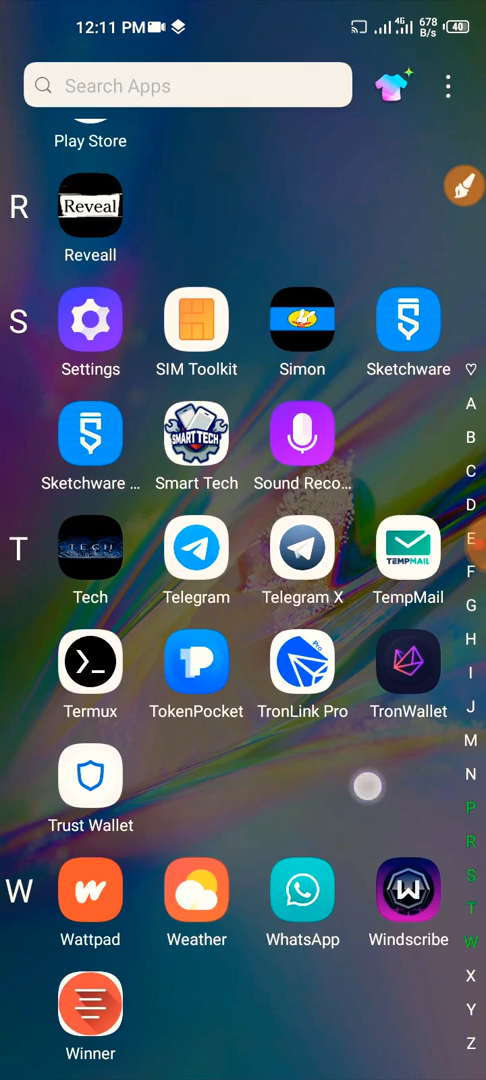 12:11 PM
4G
678
B/s
40
Search Apps
Play Store
R
Reveal
Reveall
S
Settings
SIM Toolkit
Simon
Sketchware
Sketchware ...
SMART TECH
Smart Tech
Sound Reco...
T
TECH
TEMPMAIL
Tech
Telegram
Telegram X
TempMail
Pro
Termux
TokenPocket
TronLink Pro
TronWallet
Trust Wallet
W
Wattpad
Weather
WhatsApp
Windscribe
Winner
A
B
C
D
E
F
G
H
I
J
M
N
P
R
S
T
W
X
Y
Z